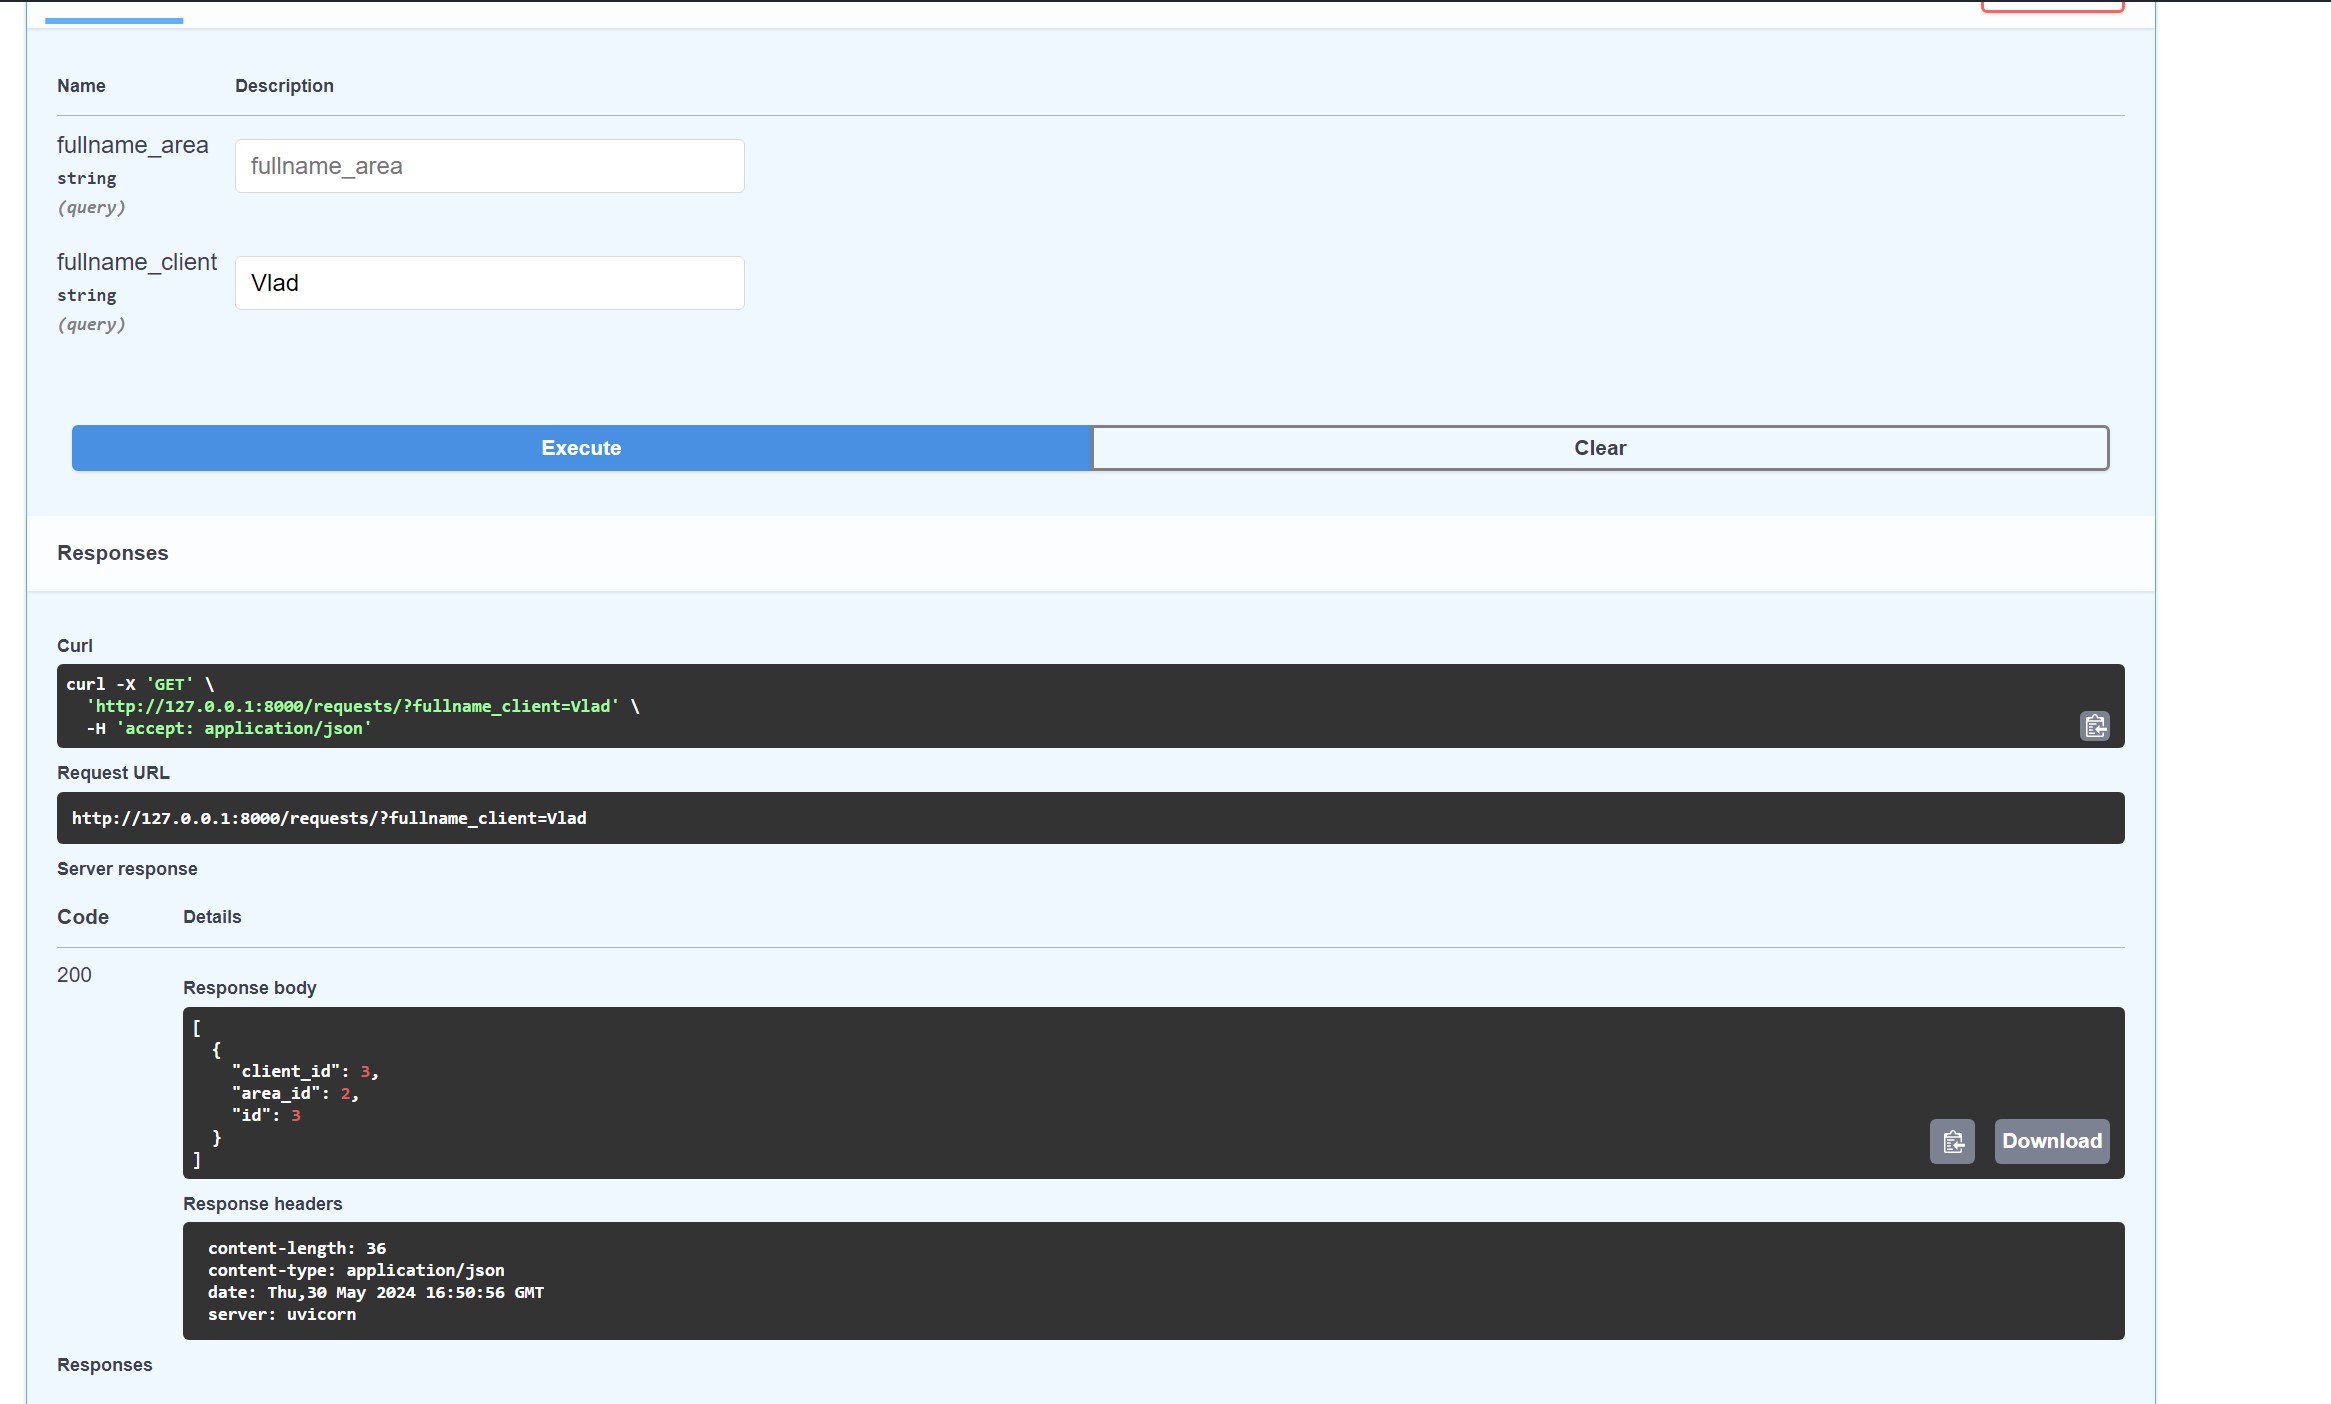 Name Description
fullname_area
string
(query)
fullname_area
fullname_client
string
(query)
Vlad
Execute Clear
Responses
Curl
curl -X 'GET' \
'http://127.0.0.1:8000/requests/?fullname_client=Vlad' \
-H 'accept: application/json'
Request URL
http://127.0.0.1:8000/requests/?fullname_client=Vlad
Server response
Code Details
200
Response body
[
{
"client_id": 3,
"area_id": 2,
"id": 3
}
]
Download
Response headers
content-length: 36
content-type: application/json
date: Thu,30 May 2024 16:50:56 GMT
server: uvicorn
Responses